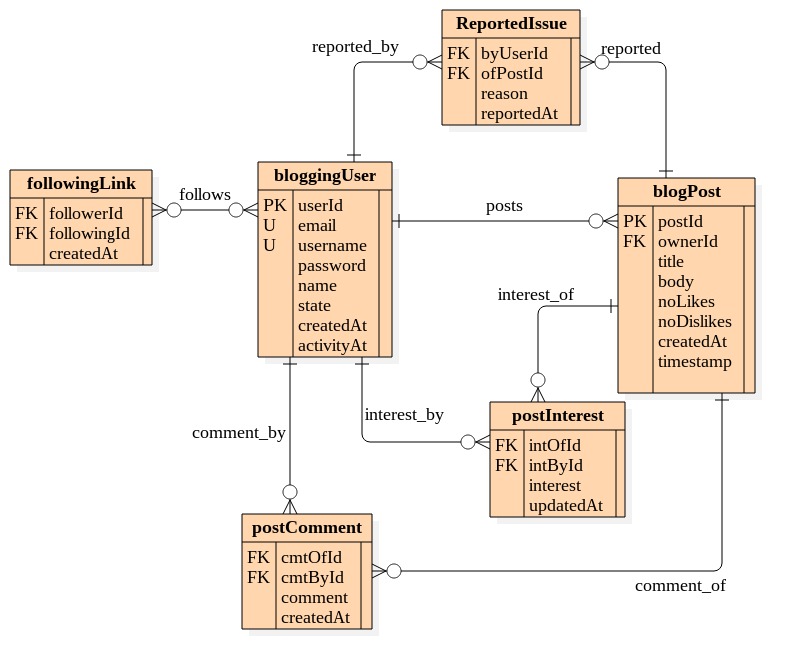 ReportedIssue
FK byUserId
FK ofPostId
reason
reportedAt
reported_by
reported
followingLink
FK followerId
FK followingId
createdAt
follows
bloggingUser
PK userId
U email
U username
password
name
state
createdAt
activityAt
posts
blogPost
PK postId
FK ownerId
title
body
noLikes
noDislikes
createdAt
timestamp
interest_of
interest_by
comment_by
postInterest
FK intOfId
FK intById
interest
updatedAt
postComment
FK cmtOfId
FK cmtById
comment
createdAt
comment_of